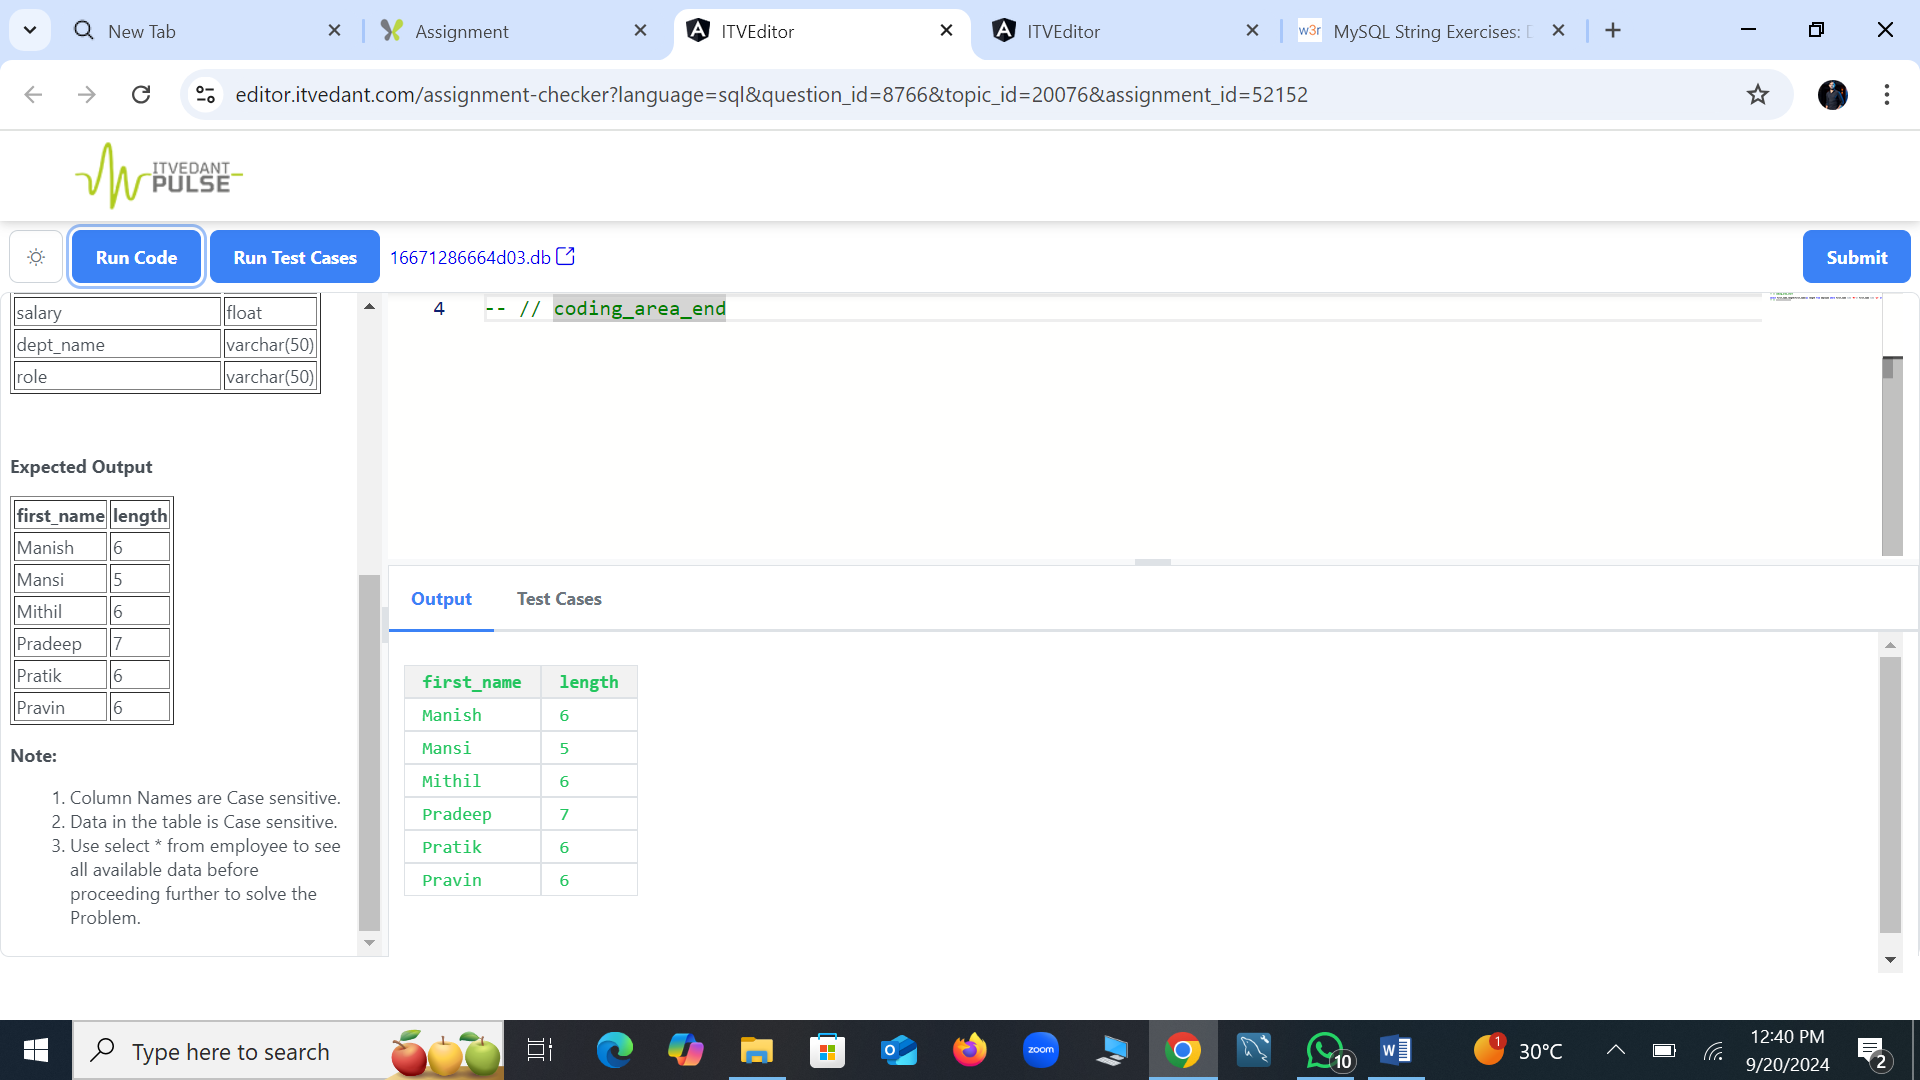 New Tab
Assignment
ITVEditor
ITVEditor
w3r MySQL String Exercises:
editor.itvedant.com/assignment-checker?language=sql&question_id=8766&topic_id=20076&assignment_id=52152
ITVEDANT
PULSE
Run Code
Run Test Cases
16671286664d03.db
Submit
salary float
dept_name varchar(50)
role varchar(50)
4 -- // coding_area_end
Expected Output
first_name length
Manish 6
Mansi 5
Mithil 6
Pradeep 7
Pratik 6
Pravin 6
Note:
1. Column Names are Case sensitive.
2. Data in the table is Case sensitive.
3. Use select * from employee to see
all available data before
proceeding further to solve the
Problem.
Output
Test Cases
first_name length
Manish 6
Mansi 5
Mithil 6
Pradeep 7
Pratik 6
Pravin 6
Type here to search
zoom
10
W
1
30°C
12:40 PM
9/20/2024
2